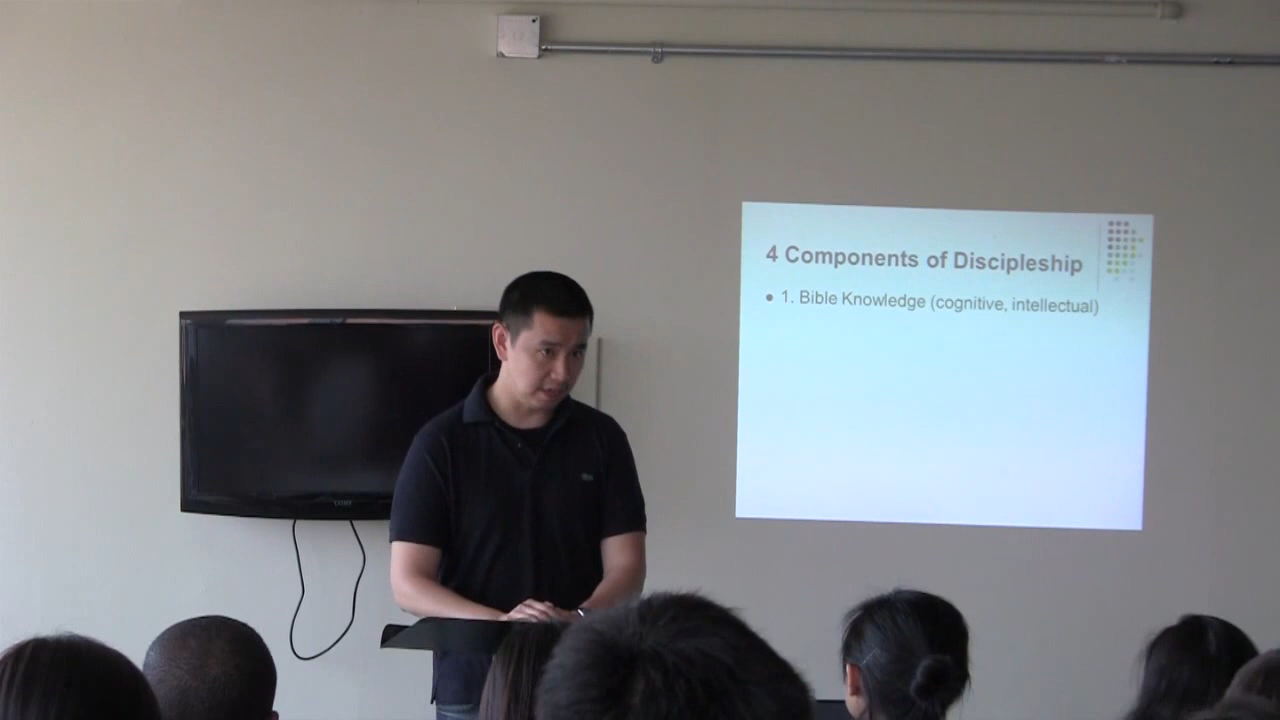 4 Components of Discipleship
● 1. Bible Knowledge (cognitive, intellectual)